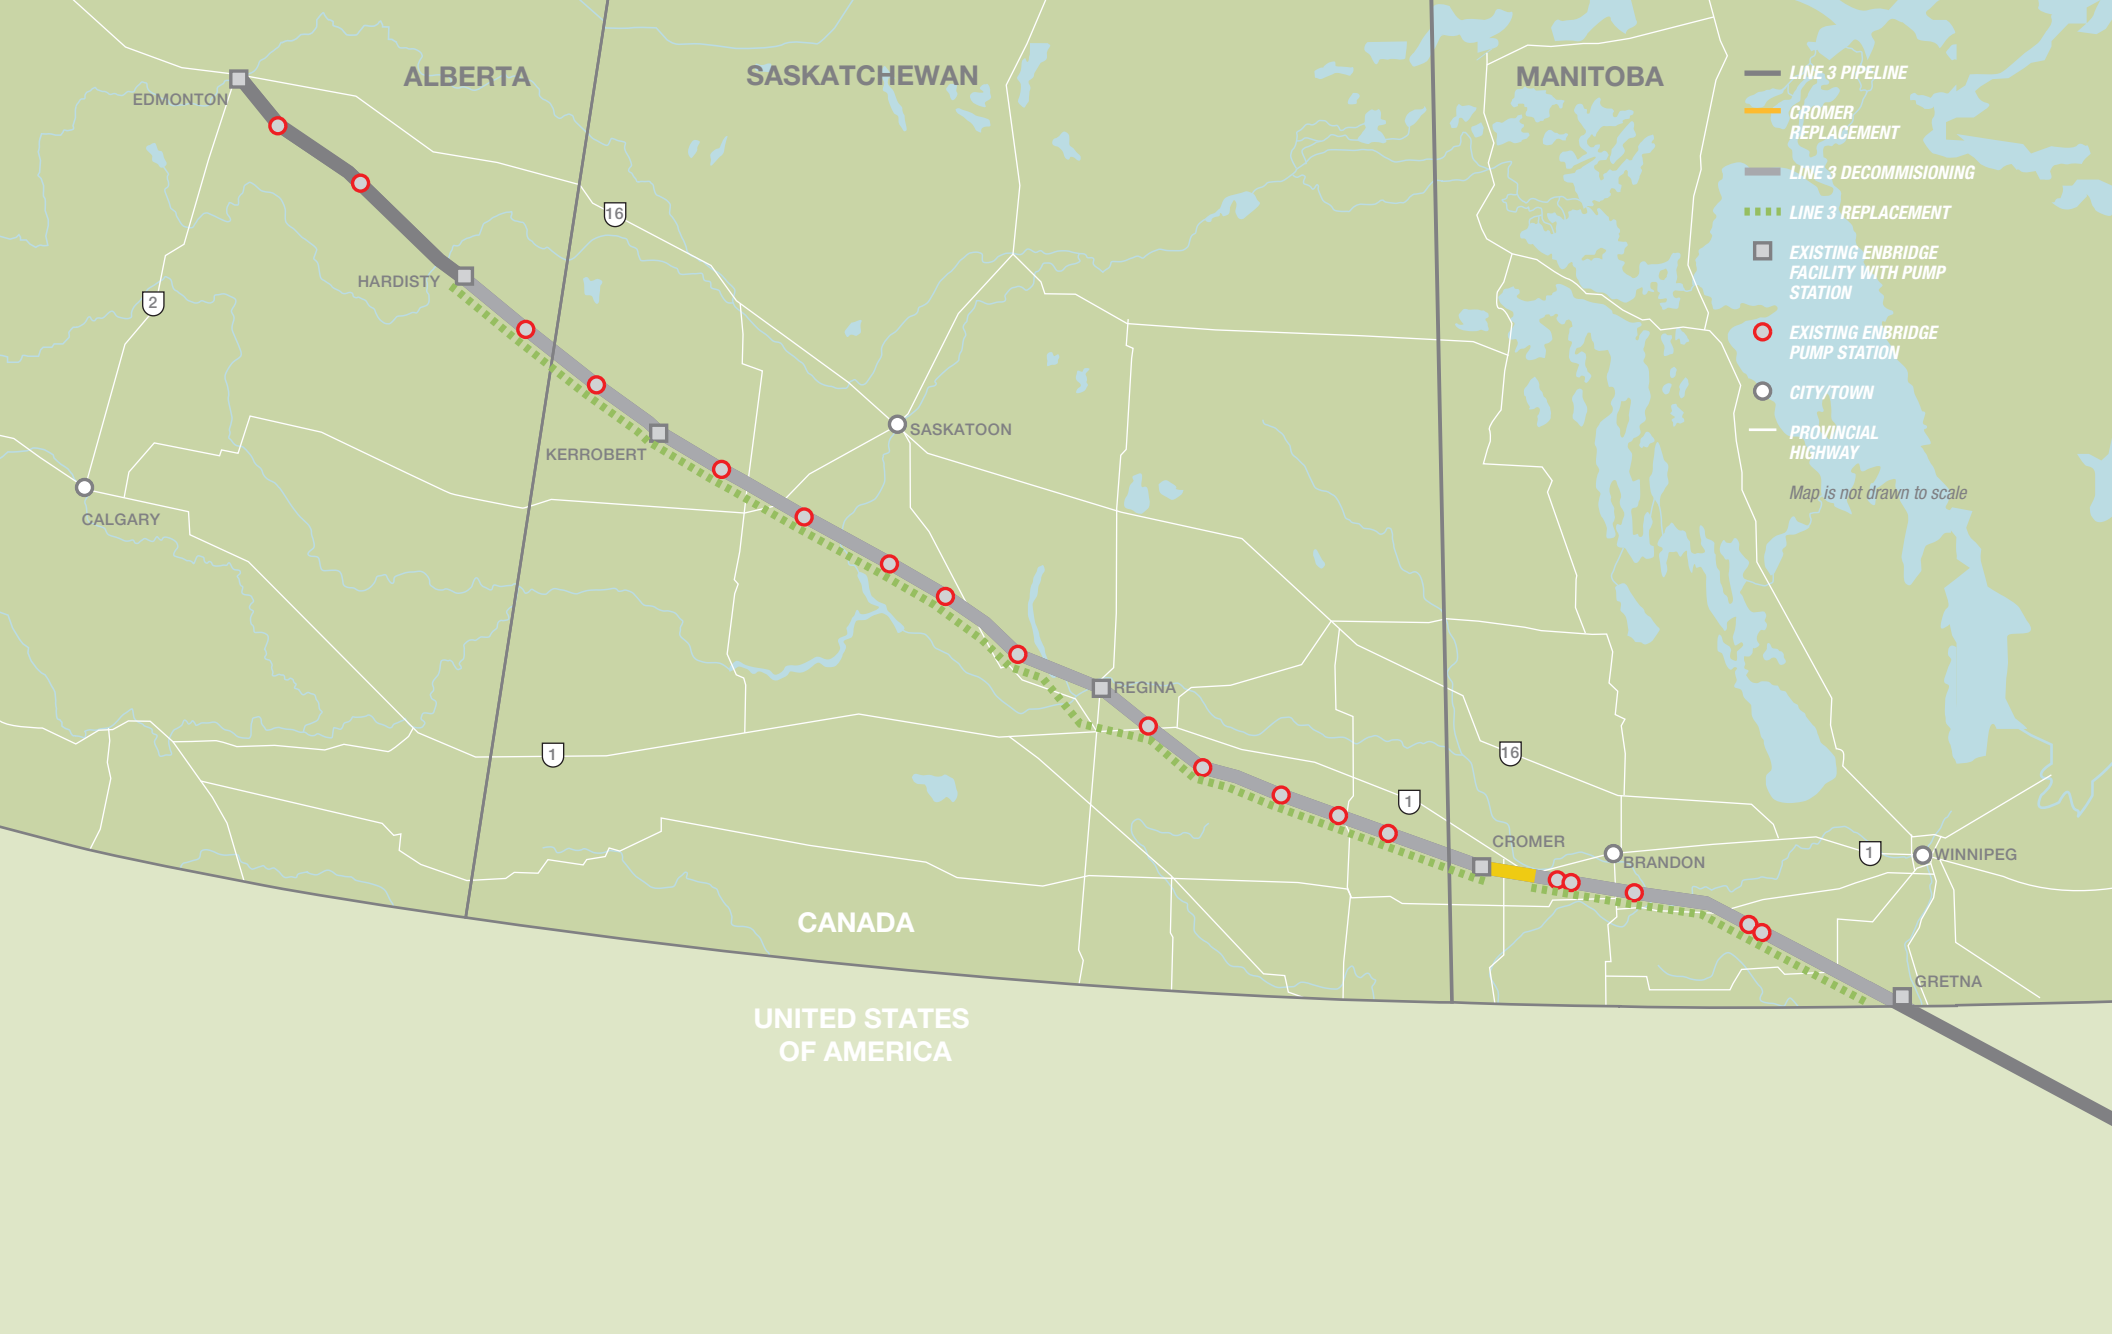 ALBERTA
SASKATCHEWAN
MANITOBA
EDMONTON
HARDISTY
16
2
KERROBERT
SASKATOON
CALGARY
REGINA
1
16
1
CROMER
BRANDON
1
WINNIPEG
GRETNA
CANADA
UNITED STATES
OF AMERICA
LINE 3 PIPELINE
CROMER
REPLACEMENT
LINE 3 DECOMMISIONING
LINE 3 REPLACEMENT
EXISTING ENBRIDGE
FACILITY WITH PUMP
STATION
EXISTING ENBRIDGE
PUMP STATION
CITY/TOWN
PROVINCIAL
HIGHWAY
Map is not drawn to scale